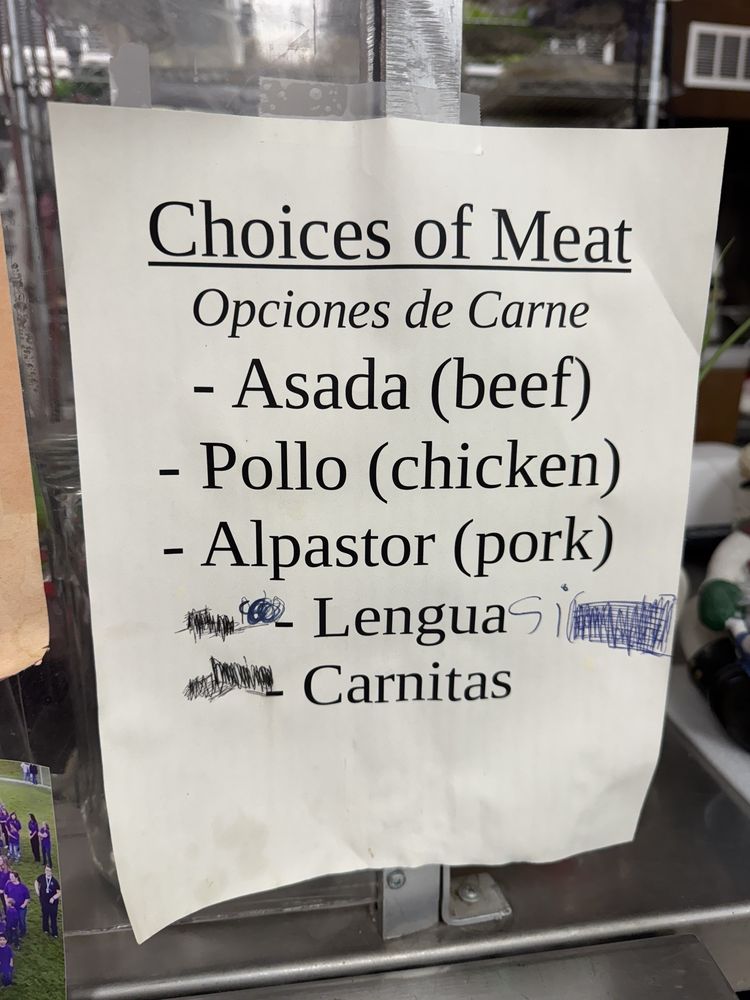 Choices of Meat
Opciones de Carne
- Asada (beef)
- Pollo (chicken)
- Alpastor (pork)
- Lengua si
- Carnitas